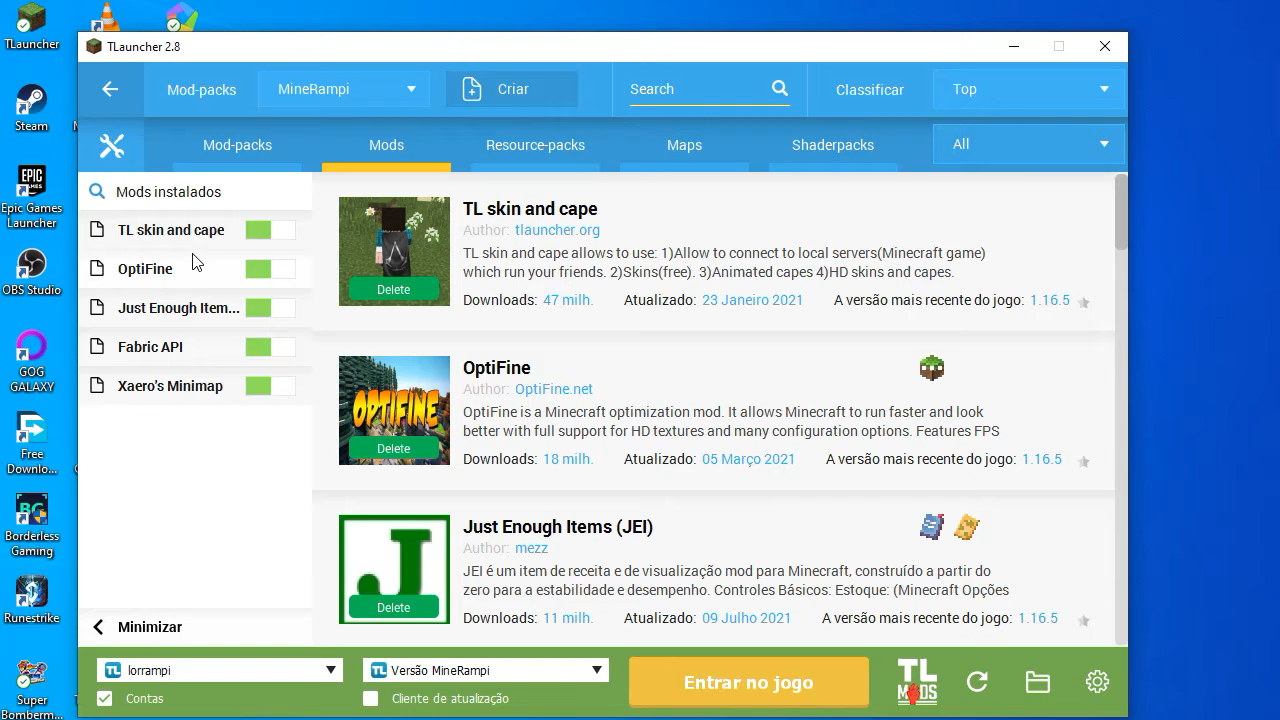 TLauncher
Steam
Epic Games
Launcher
OBS Studio
GOG
GALAXY
Free
Downlo...
Borderless
Gaming
Runestrike
Super
Bomberm...
TLauncher 2.8
Mod-packs
MineRampi
Criar
Search
Classificar
Top
Mod-packs
Mods
Resource-packs
Maps
Shaderpacks
All
Mods instalados
TL skin and cape
OptiFine
Just Enough Item...
Fabric API
Xaero's Minimap
Minimizar
TL skin and cape
Author: tlauncher.org
TL skin and cape allows to use: 1)Allow to connect to local servers(Minecraft game)
which run your friends. 2)Skins(free). 3)Animated capes 4)HD skins and capes.
Delete
Downloads: 47 milh. Atualizado: 23 Janeiro 2021 A versão mais recente do jogo: 1.16.5
OptiFine
Author: OptiFine.net
OPTIFINE
OptiFine is a Minecraft optimization mod. It allows Minecraft to run faster and look
better with full support for HD textures and many configuration options. Features FPS
Delete
Downloads: 18 milh. Atualizado: 05 Março 2021 A versão mais recente do jogo: 1.16.5
Just Enough Items (JEI)
Author: mezz
J
JEI é um item de receita e de visualização mod para Minecraft, construído a partir do
zero para a estabilidade e desempenho. Controles Básicos: Estoque: (Minecraft Opções
Delete
Downloads: 11 milh. Atualizado: 09 Julho 2021 A versão mais recente do jogo: 1.16.5
TL lorrampi
TL Versão MineRampi
Contas
Cliente de atualização
Entrar no jogo
TL
MODS